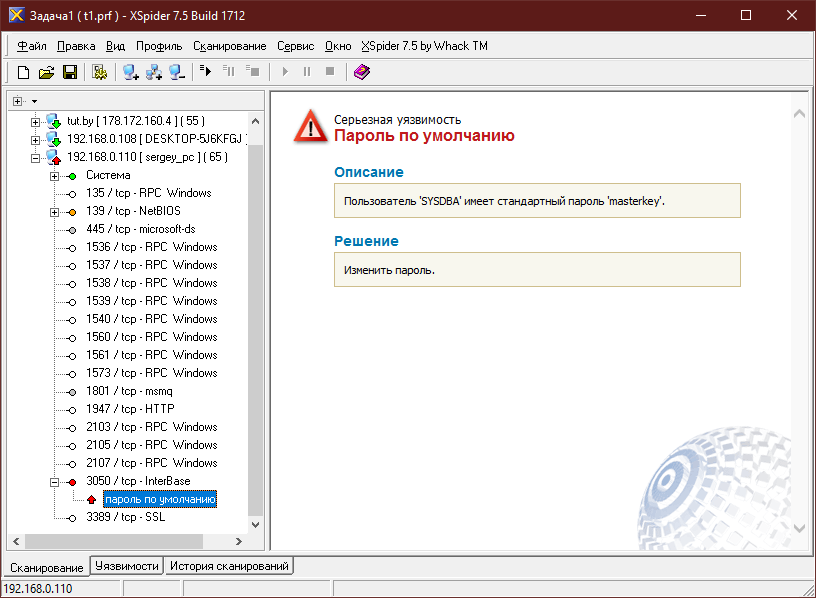 Задача1 ( t1.prf ) - XSpider 7.5 Build 1712
Файл Правка Вид Профиль Сканирование Сервис Окно XSpider 7.5 by Whack TM
tut.by [ 178.172.160.4 ] ( 55 )
192.168.0.108 [ DESKTOP-5J6KFGJ ]
192.168.0.110 [ sergey_pc ] ( 65 )
Система
135 / tcp - RPC Windows
139 / tcp - NetBIOS
445 / tcp - microsoft-ds
1536 / tcp - RPC Windows
1537 / tcp - RPC Windows
1538 / tcp - RPC Windows
1539 / tcp - RPC Windows
1540 / tcp - RPC Windows
1560 / tcp - RPC Windows
1561 / tcp - RPC Windows
1573 / tcp - RPC Windows
1801 / tcp - msmq
1947 / tcp - HTTP
2103 / tcp - RPC Windows
2105 / tcp - RPC Windows
2107 / tcp - RPC Windows
3050 / tcp - InterBase
пароль по умолчанию
3389 / tcp - SSL
Серьезная уязвимость
Пароль по умолчанию
Описание
Пользователь 'SYSDBA' имеет стандартный пароль 'masterkey'.
Решение
Изменить пароль.
Сканирование Уязвимости История сканирований
192.168.0.110